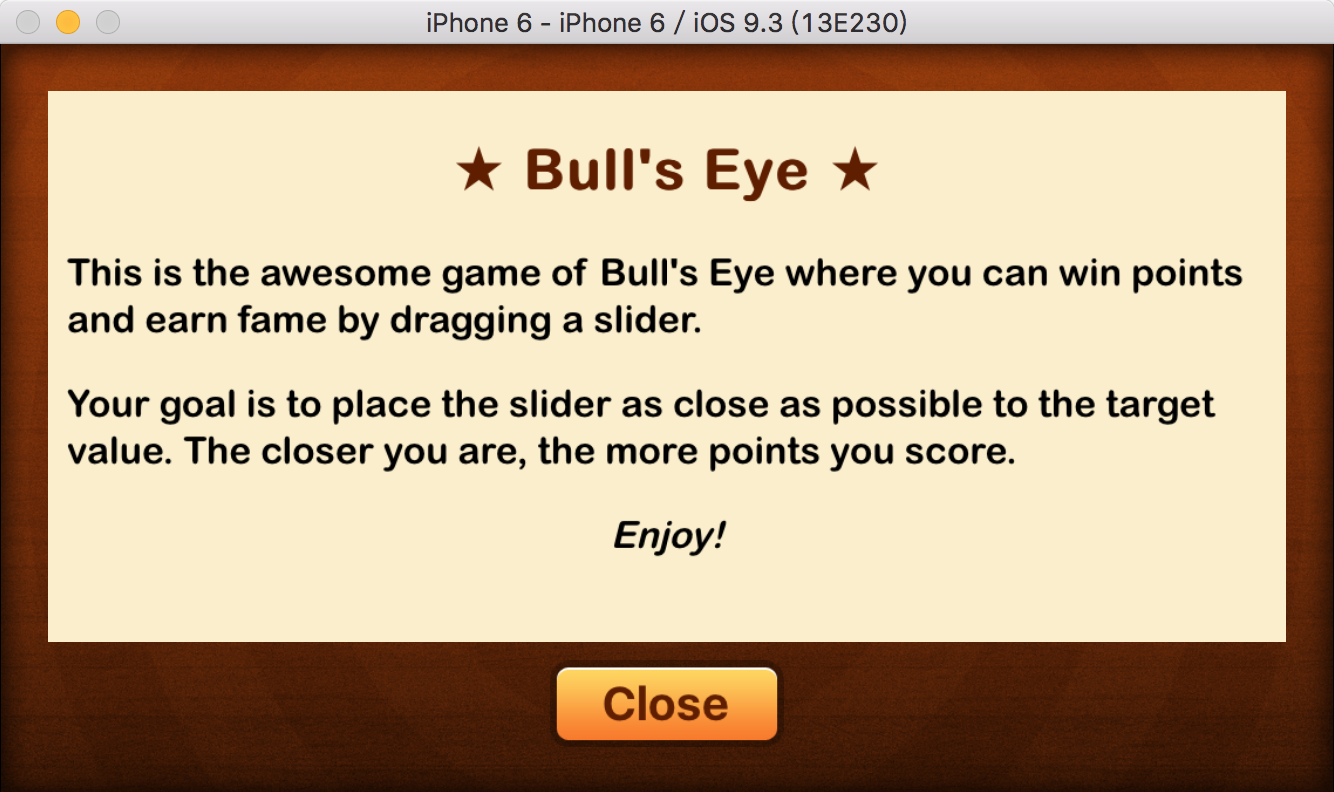 iPhone 6 - iPhone 6 / iOS 9.3 (13E230)
★ Bull's Eye ★
This is the awesome game of Bull's Eye where you can win points
and earn fame by dragging a slider.
Your goal is to place the slider as close as possible to the target
value. The closer you are, the more points you score.
Enjoy!
Close